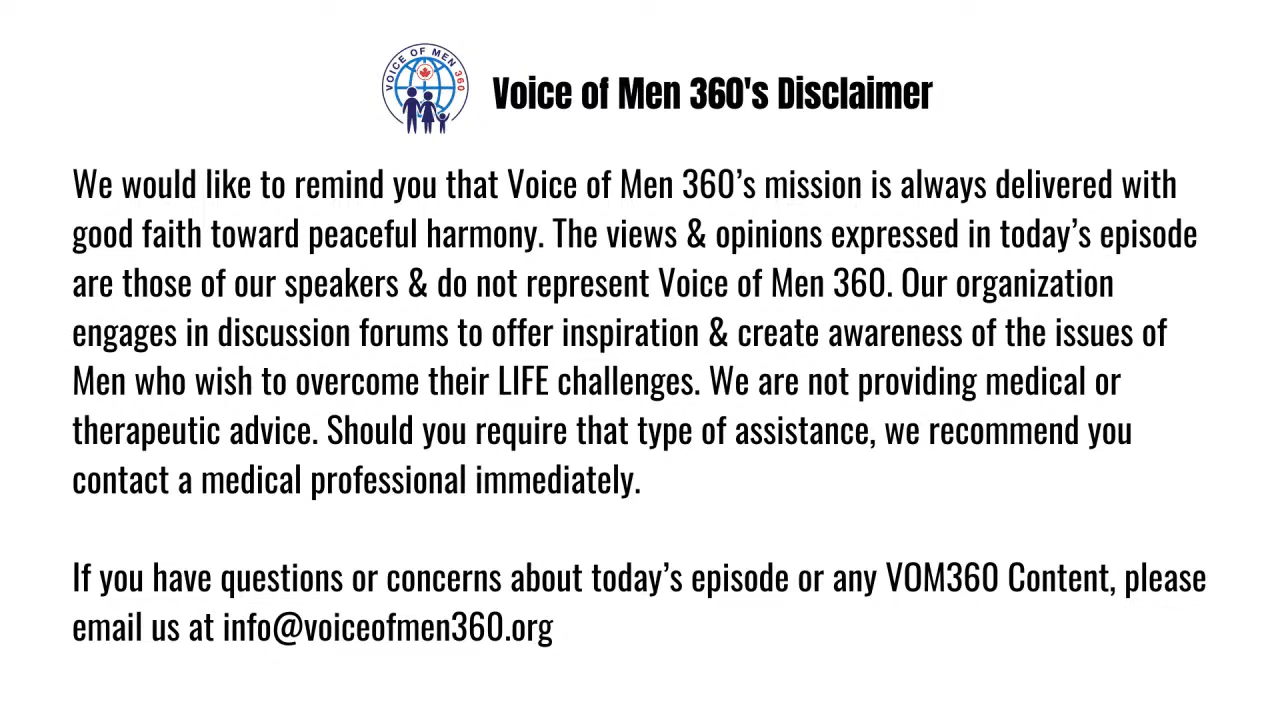 VOICE OF MEN 360
Voice of Men 360's Disclaimer
We would like to remind you that Voice of Men 360’s mission is always delivered with
good faith toward peaceful harmony. The views & opinions expressed in today’s episode
are those of our speakers & do not represent Voice of Men 360. Our organization
engages in discussion forums to offer inspiration & create awareness of the issues of
Men who wish to overcome their LIFE challenges. We are not providing medical or
therapeutic advice. Should you require that type of assistance, we recommend you
contact a medical professional immediately.
If you have questions or concerns about today’s episode or any VOM360 Content, please
email us at info@voiceofmen360.org